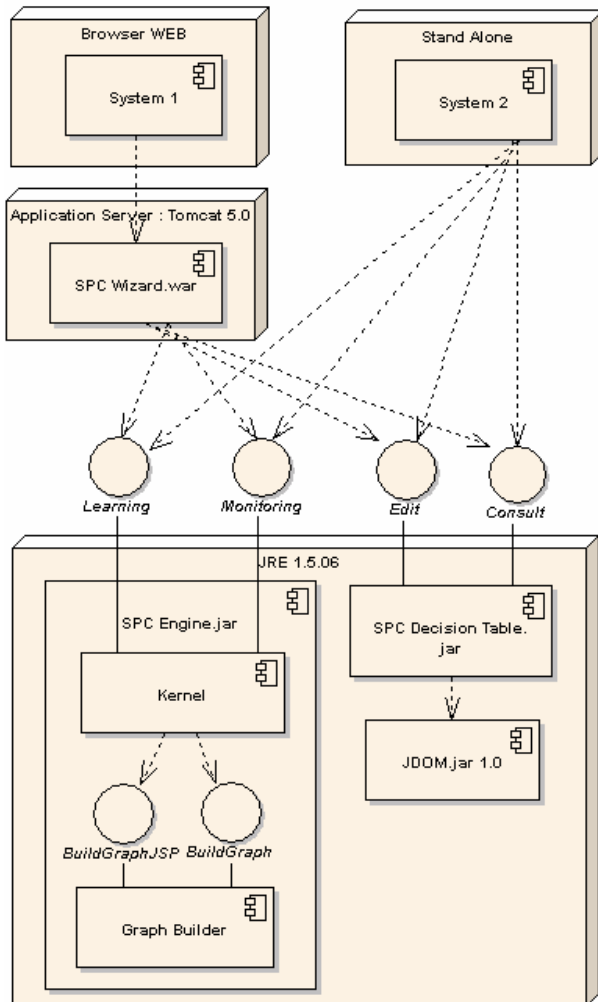 Browser WEB
System 1
Stand Alone
System 2
Application Server : Tomcat 5.0
SPC Wizard.war
Learning
Monitoring
Edit
Consult
JRE 1.5.06
SPC Engine.jar
Kernel
SPC Decision Table.
jar
JDOM.jar 1.0
BuildGraphJSP
BuildGraph
Graph Builder